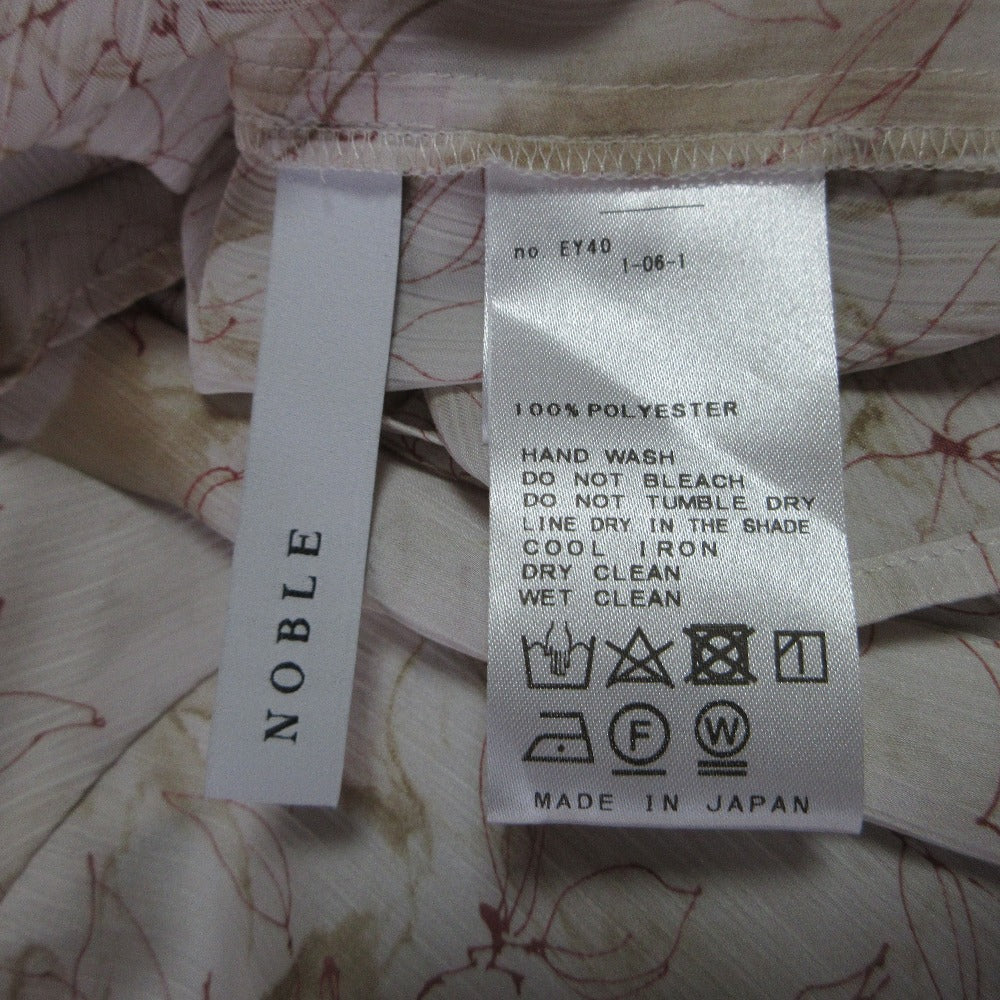 NOBLE
no EY40
1-06-1
100% POLYESTER
HAND WASH
DO NOT BLEACH
DO NOT TUMBLE DRY
LINE DRY IN THE SHADE
COOL IRON
DRY CLEAN
WET CLEAN
F W
MADE IN JAPAN